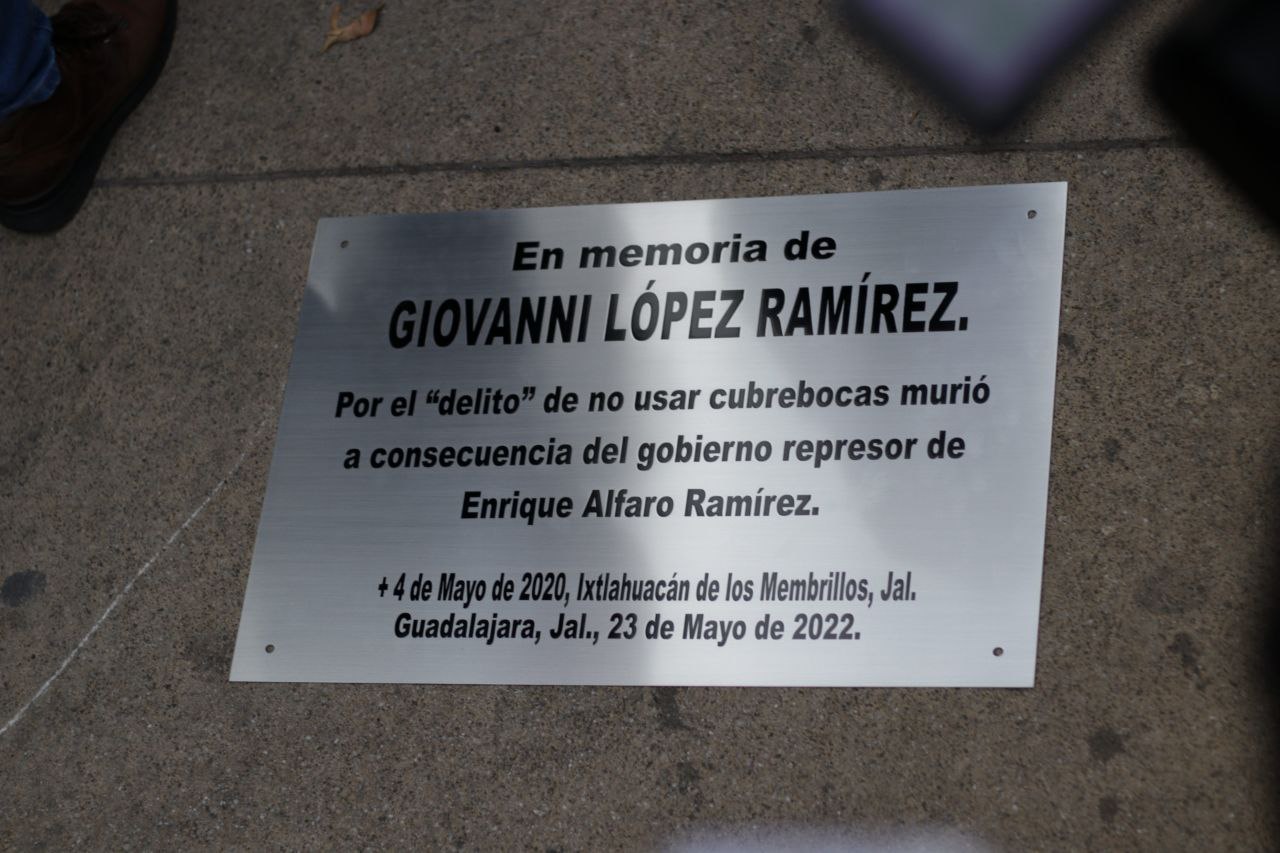 En memoria de
GIOVANNI LÓPEZ RAMÍREZ.
Por el “delito” de no usar cubrebocas murió
a consecuencia del gobierno represor de
Enrique Alfaro Ramírez.
+ 4 de Mayo de 2020, Ixtlahuacán de los Membrillos, Jal.
Guadalajara, Jal., 23 de Mayo de 2022.